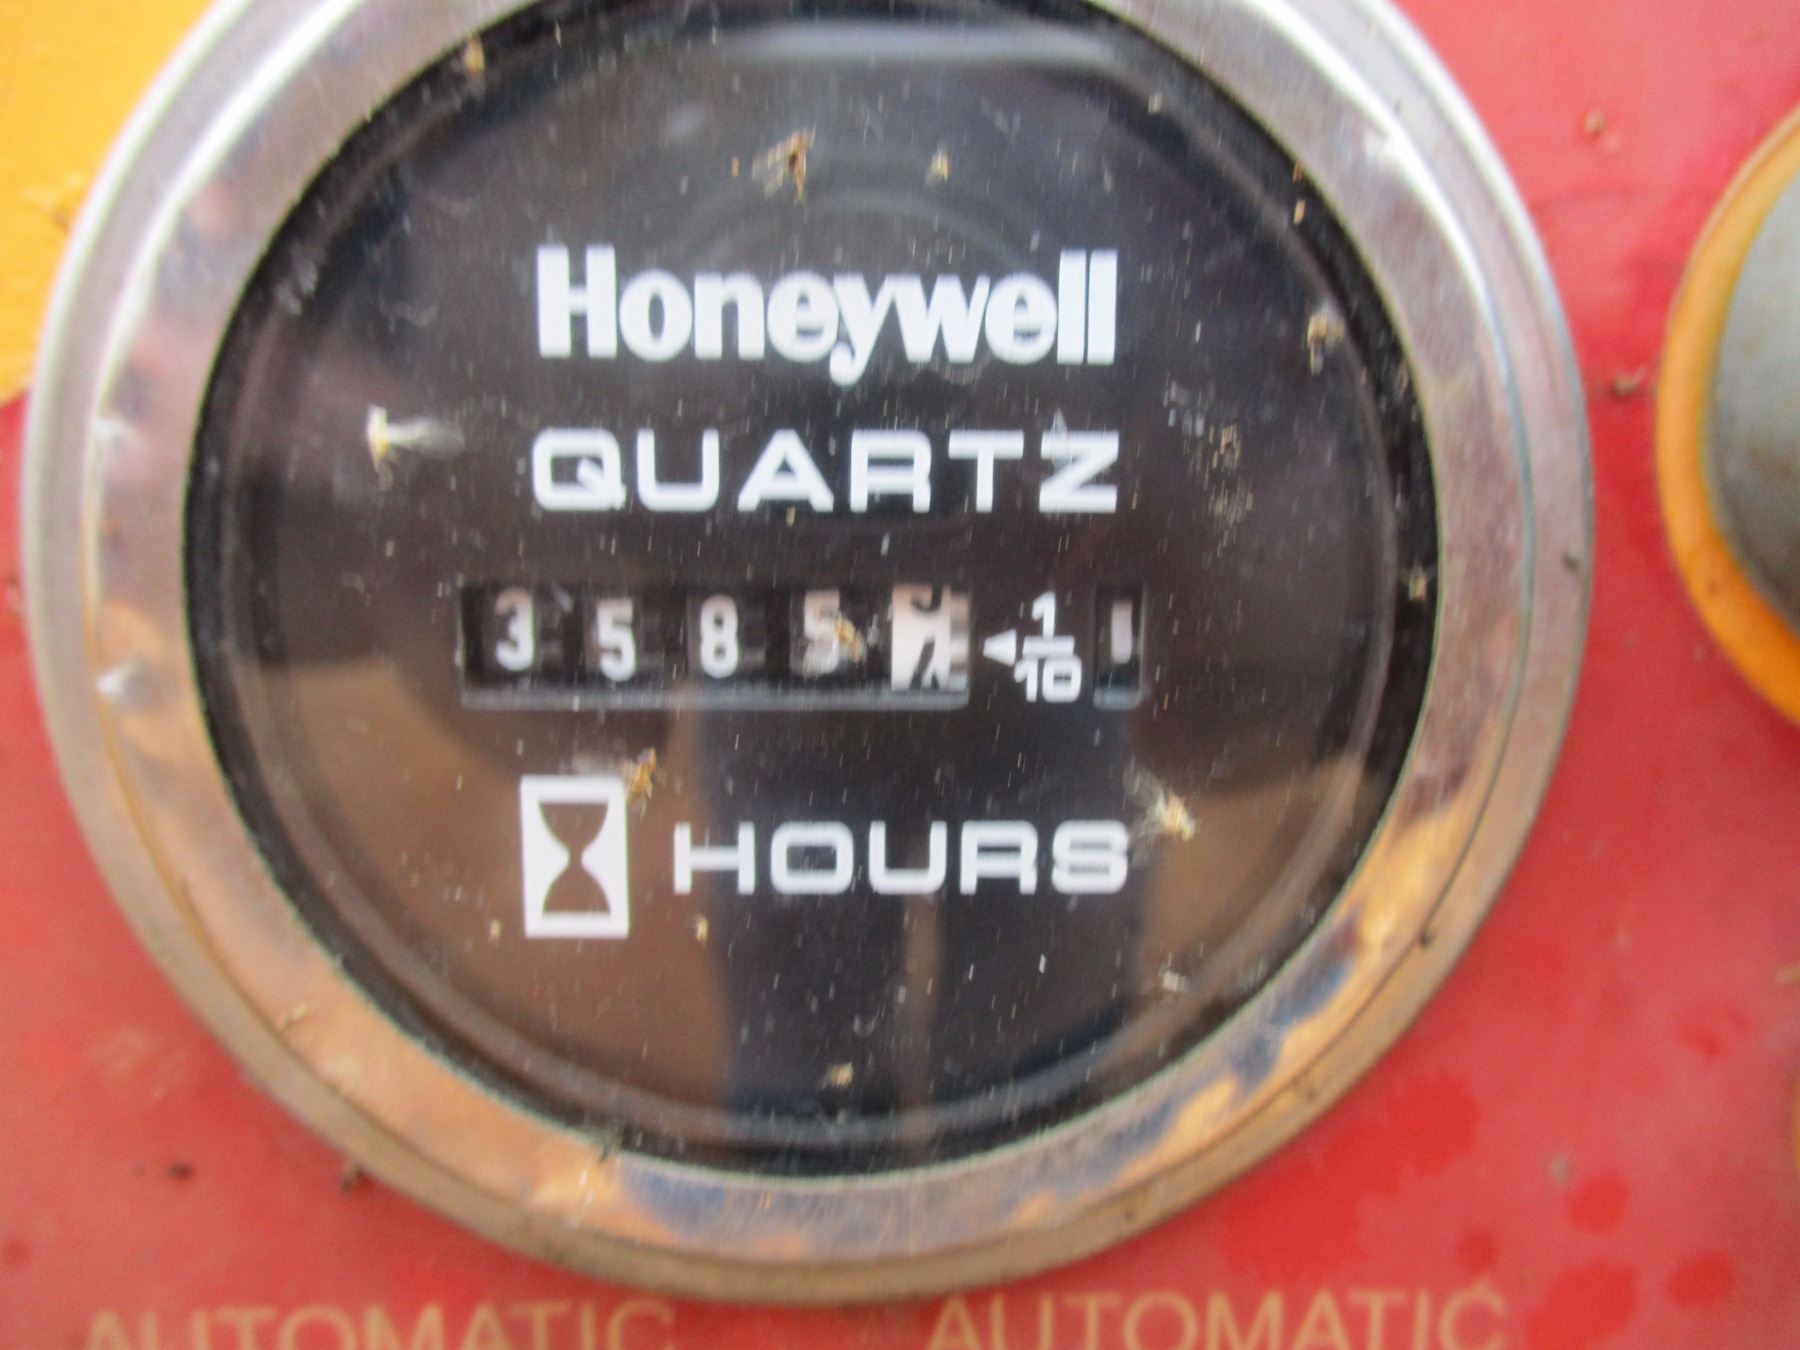 Honeywell
QUARTZ
3585 1/10
HOURS
AUTOMATIC AUTOMATIC